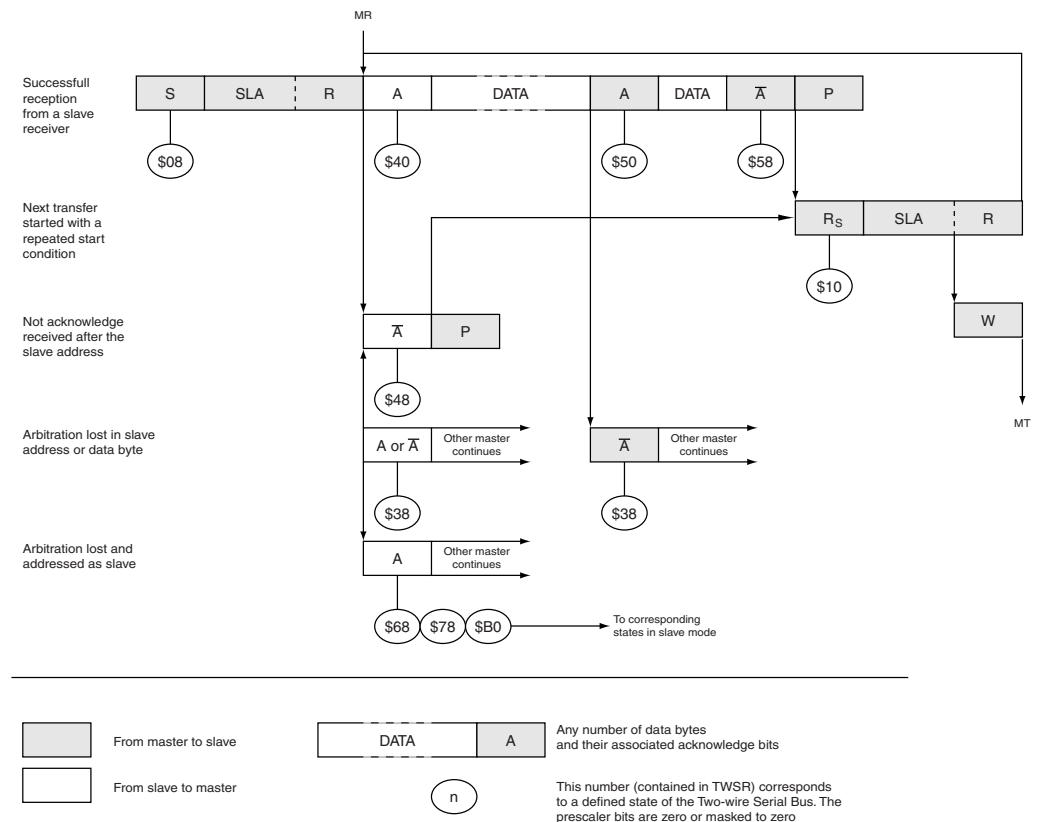 MR
Successfull
reception
from a slave
receiver
S SLA R A DATA A DATA A̅ P
$08 $40 $50 $58
Next transfer
started with a
repeated start
condition
RS SLA R
$10
Not acknowledge
received after the
slave address
A̅ P
W
$48
MT
Arbitration lost in slave
address or data byte
A or A̅
Other master
continues
A̅
Other master
continues
$38 $38
Arbitration lost and
addressed as slave
A
Other master
continues
$68 $78 $B0
To corresponding
states in slave mode
From master to slave
DATA A
Any number of data bytes
and their associated acknowledge bits
From slave to master
n
This number (contained in TWSR) corresponds
to a defined state of the Two-wire Serial Bus. The
prescaler bits are zero or masked to zero